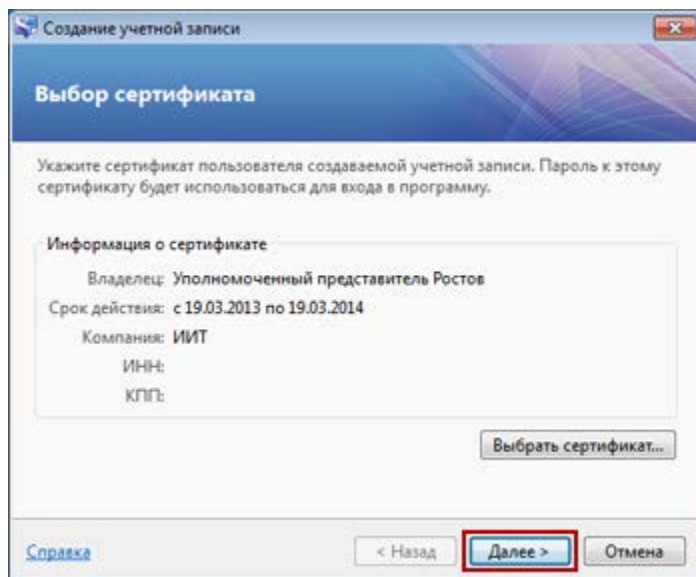 Создание учетной записи
Выбор сертификата
Укажите сертификат пользователя создаваемой учетной записи. Пароль к этому
сертификату будет использоваться для входа в программу.
Информация о сертификате
Владелец: Уполномоченный представитель Ростов
Срок действия: с 19.03.2013 по 19.03.2014
Компания: ИИТ
ИНН:
КПП:
Выбрать сертификат...
Справка
< Назад
Далее >
Отмена